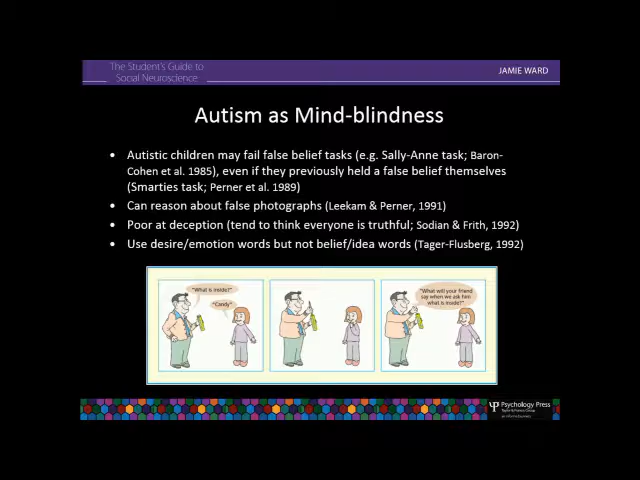 The Student's Guide to
Social Neuroscience
JAMIE WARD
Autism as Mind-blindness
• Autistic children may fail false belief tasks (e.g. Sally-Anne task; Baron-
Cohen et al. 1985), even if they previously held a false belief themselves
(Smarties task; Perner et al. 1989)
• Can reason about false photographs (Leekam & Perner, 1991)
• Poor at deception (tend to think everyone is truthful; Sodian & Frith, 1992)
• Use desire/emotion words but not belief/idea words (Tager-Flusberg, 1992)
"What is inside?"
"Candy"
"What will your friend
say when we ask him
what is inside?"
Psychology Press
Taylor & Francis Group